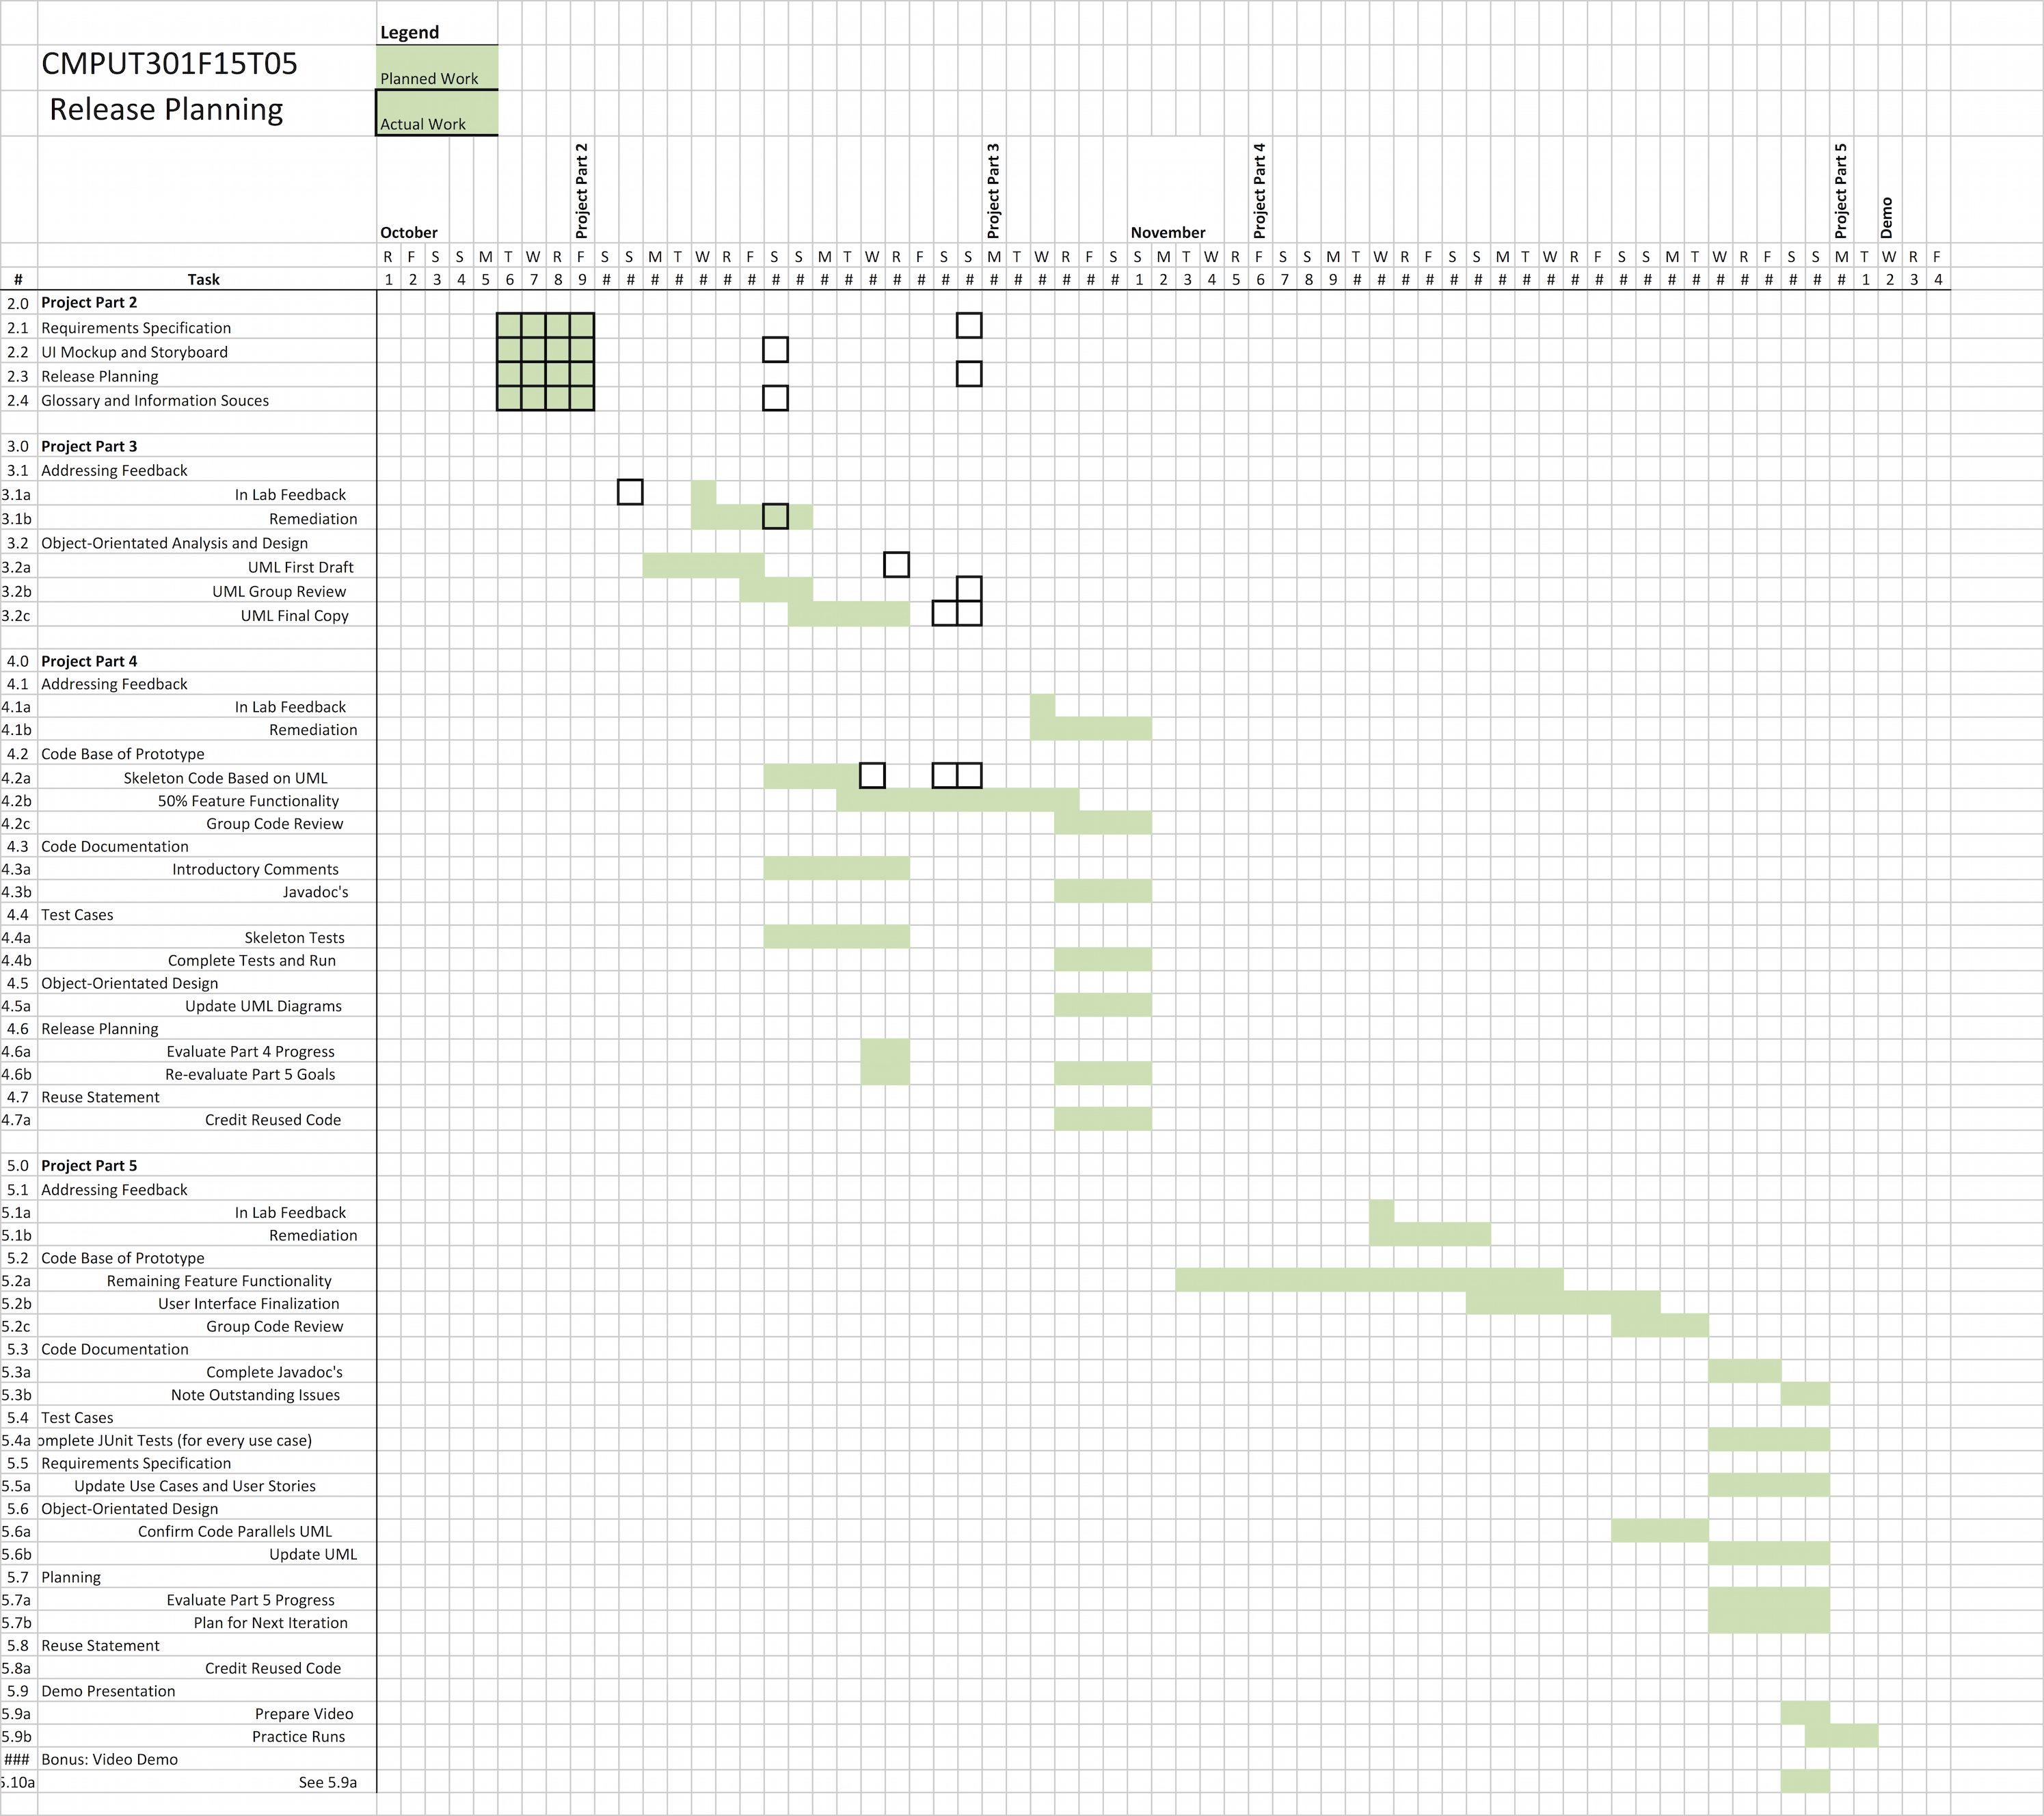 Legend
CMPUT301F15T05
Planned Work
Release Planning
Actual Work
October
Project Part 2
Project Part 3
November
Project Part 4
Project Part 5
Demo
R F S S M T W R F S S M T W R F S S M T W R F S S M T W R F S S M T W R F S S M T W R F S S M T W R F S S M T W R F S S M T W R F
# Task 1 2 3 4 5 6 7 8 9 # # # # # # # # # # # # # # # # # # # # # # 1 2 3 4 5 6 7 8 9 # # # # # # # # # # # # # # # # # # # # # 1 2 3 4
2.0 Project Part 2
2.1 Requirements Specification
2.2 UI Mockup and Storyboard
2.3 Release Planning
2.4 Glossary and Information Souces
3.0 Project Part 3
3.1 Addressing Feedback
3.1a In Lab Feedback
3.1b Remediation
3.2 Object-Orientated Analysis and Design
3.2a UML First Draft
3.2b UML Group Review
3.2c UML Final Copy
4.0 Project Part 4
4.1 Addressing Feedback
4.1a In Lab Feedback
4.1b Remediation
4.2 Code Base of Prototype
4.2a Skeleton Code Based on UML
4.2b 50% Feature Functionality
4.2c Group Code Review
4.3 Code Documentation
4.3a Introductory Comments
4.3b Javadoc's
4.4 Test Cases
4.4a Skeleton Tests
4.4b Complete Tests and Run
4.5 Object-Orientated Design
4.5a Update UML Diagrams
4.6 Release Planning
4.6a Evaluate Part 4 Progress
4.6b Re-evaluate Part 5 Goals
4.7 Reuse Statement
4.7a Credit Reused Code
5.0 Project Part 5
5.1 Addressing Feedback
5.1a In Lab Feedback
5.1b Remediation
5.2 Code Base of Prototype
5.2a Remaining Feature Functionality
5.2b User Interface Finalization
5.2c Group Code Review
5.3 Code Documentation
5.3a Complete Javadoc's
5.3b Note Outstanding Issues
5.4 Test Cases
5.4a omplete JUnit Tests (for every use case)
5.5 Requirements Specification
5.5a Update Use Cases and User Stories
5.6 Object-Orientated Design
5.6a Confirm Code Parallels UML
5.6b Update UML
5.7 Planning
5.7a Evaluate Part 5 Progress
5.7b Plan for Next Iteration
5.8 Reuse Statement
5.8a Credit Reused Code
5.9 Demo Presentation
5.9a Prepare Video
5.9b Practice Runs
### Bonus: Video Demo
5.10a See 5.9a